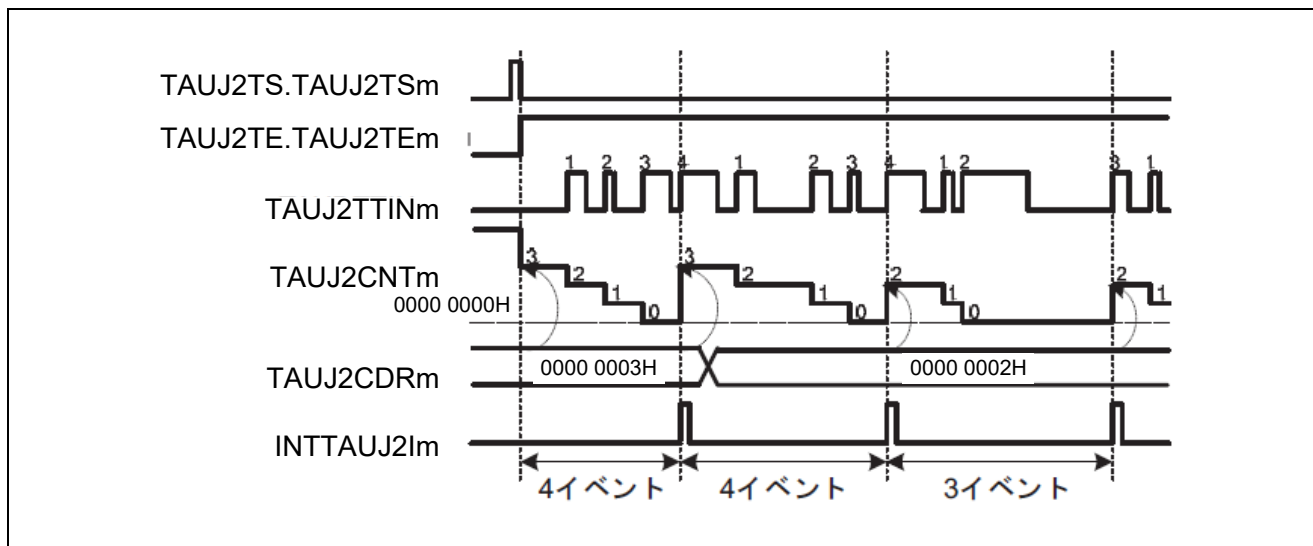 TAUJ2TS.TAUJ2TSm
TAUJ2TE.TAUJ2TEm
1 2 3 4 1 2 3 4 1 2 3 1
TAUJ2TTINm
3 2 1 0 3 2 1 0 2 1 0 2 1
TAUJ2CNTm
0000 0000H
0000 0003H 0000 0002H
TAUJ2CDRm
INTTAUJ2Im
4イベント 4イベント 3イベント